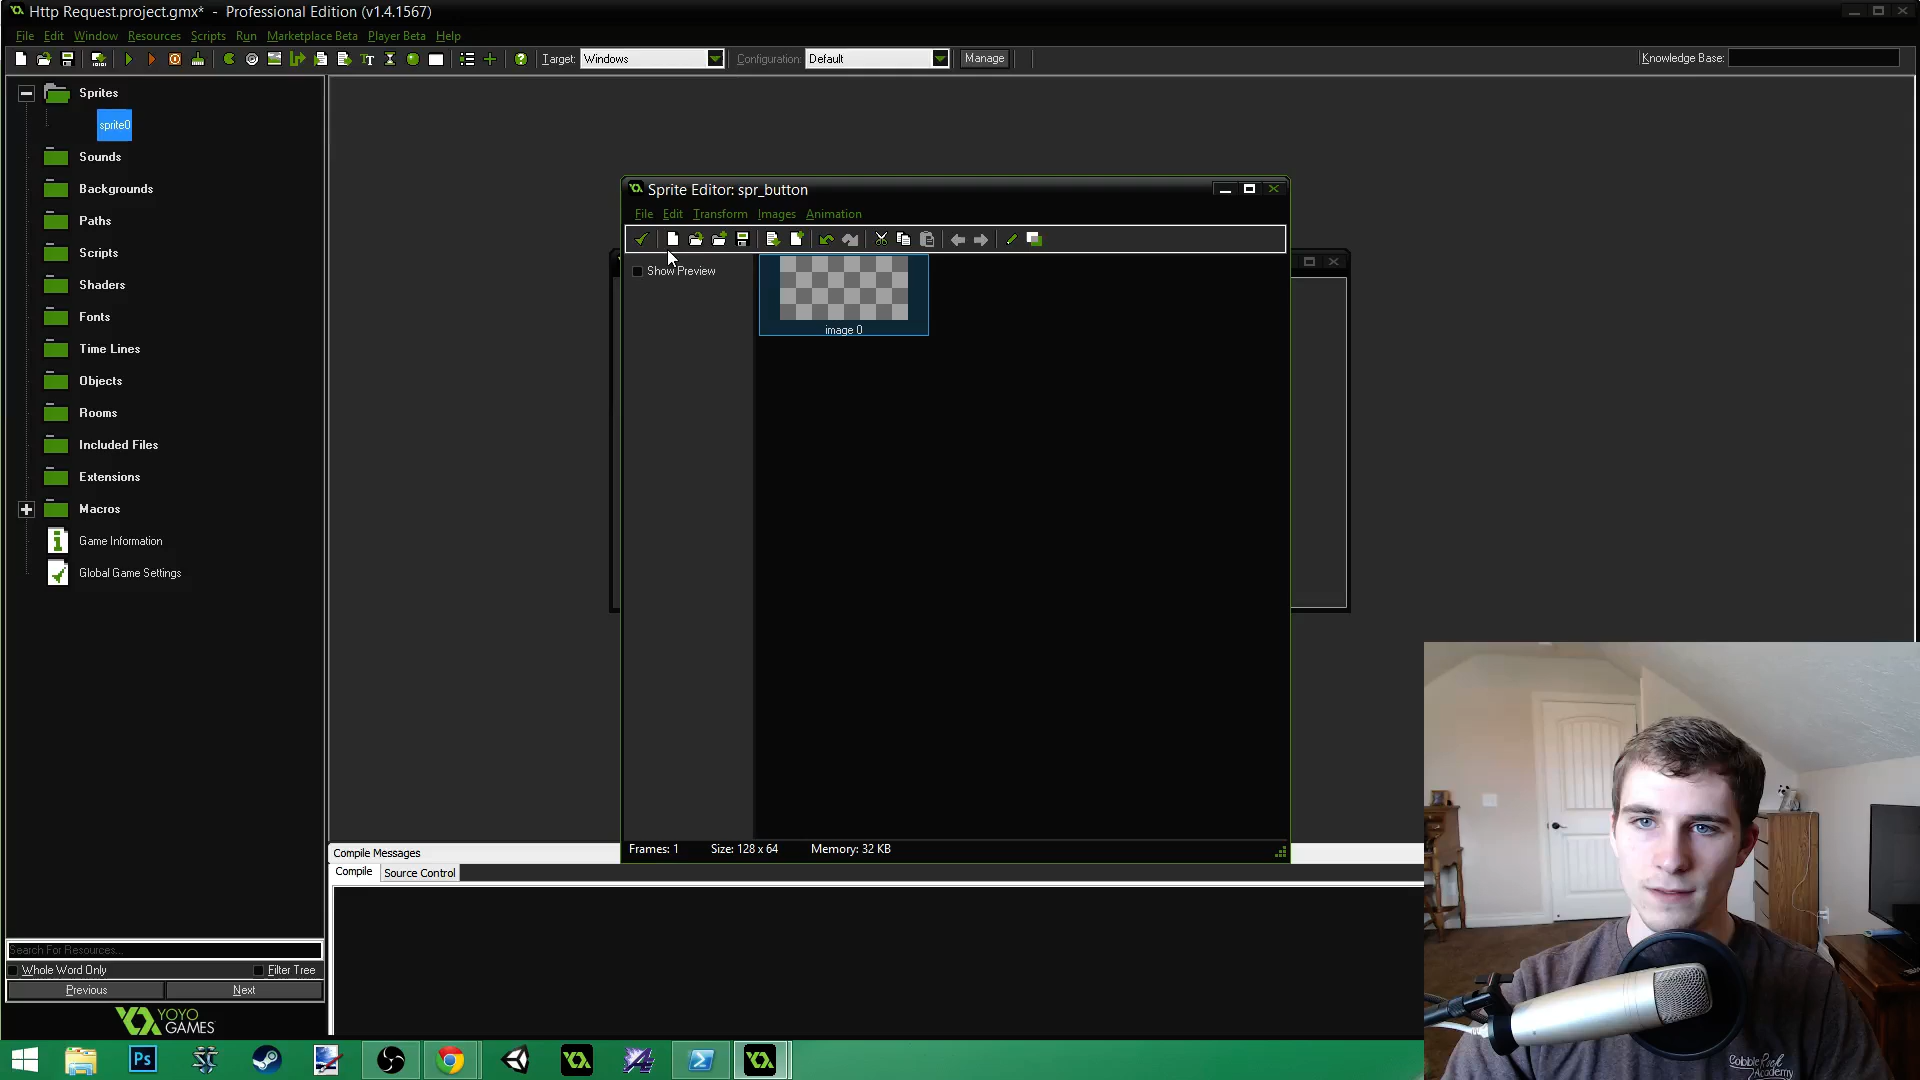 Http Request.project.gmx* - Professional Edition (v1.4.1567)
File Edit Window Resources Scripts Run Marketplace Beta Player Beta Help
Target: Windows Configuration: Default Manage Knowledge Base:
Sprites
sprite0
Sounds
Backgrounds
Paths
Scripts
Shaders
Fonts
Time Lines
Objects
Rooms
Included Files
Extensions
Macros
Game Information
Global Game Settings
Search For Resources...
Whole Word Only Filter Tree
Previous Next
YOYO
GAMES
Sprite Editor: spr_button
File Edit Transform Images Animation
Show Preview
image 0
Frames: 1 Size: 128 x 64 Memory: 32 KB
Compile Messages
Compile Source Control
Ps
Cobble Rock
Academy